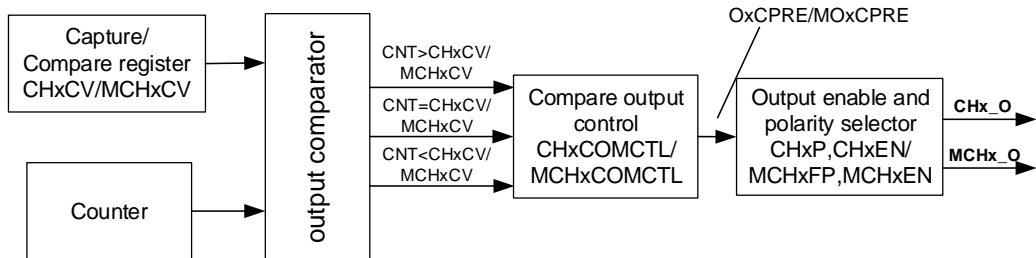 OxCPRE/MOxCPRE
Capture/
Compare register
CHxCV/MCHxCV
Counter
output comparator
CNT>CHxCV/
MCHxCV
CNT=CHxCV/
MCHxCV
CNT<CHxCV/
MCHxCV
Compare output
control
CHxCOMCTL/
MCHxCOMCTL
Output enable and
polarity selector
CHxP,CHxEN/
MCHxFP,MCHxEN
CHx_O
MCHx_O